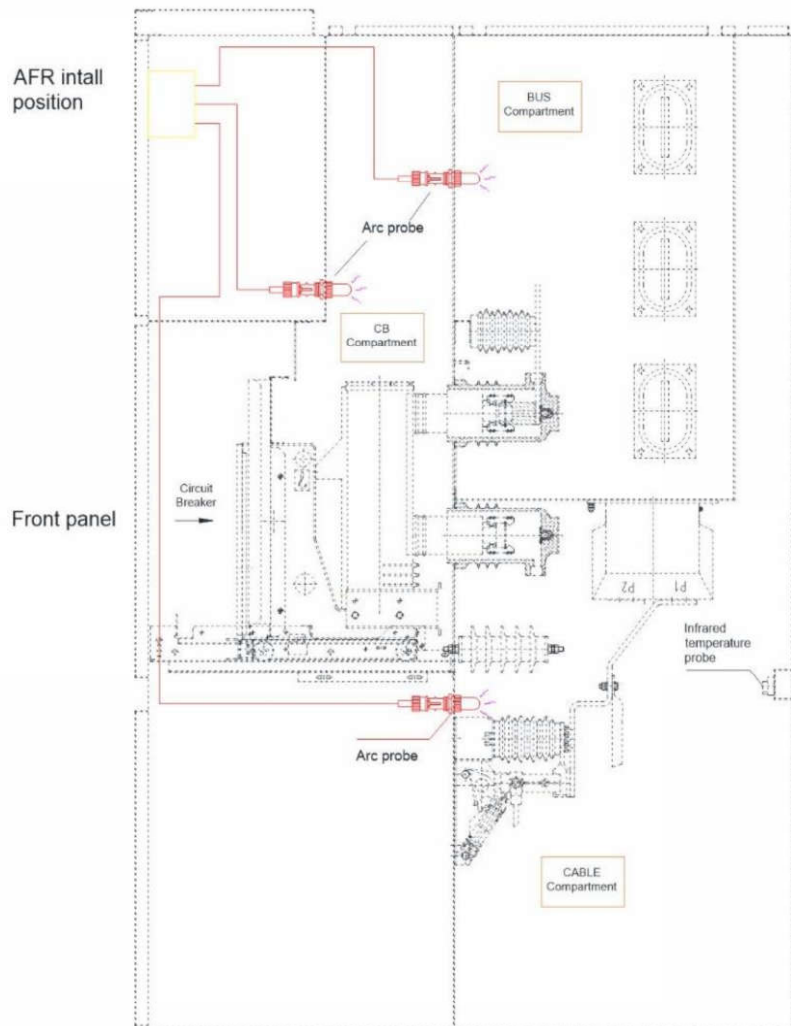 AFR intall
position
BUS
Compartment
Arc probe
CB
Compartment
Circuit
Breaker
Front panel
P2
P1
Infrared
temperature
probe
Arc probe
CABLE
Compartment